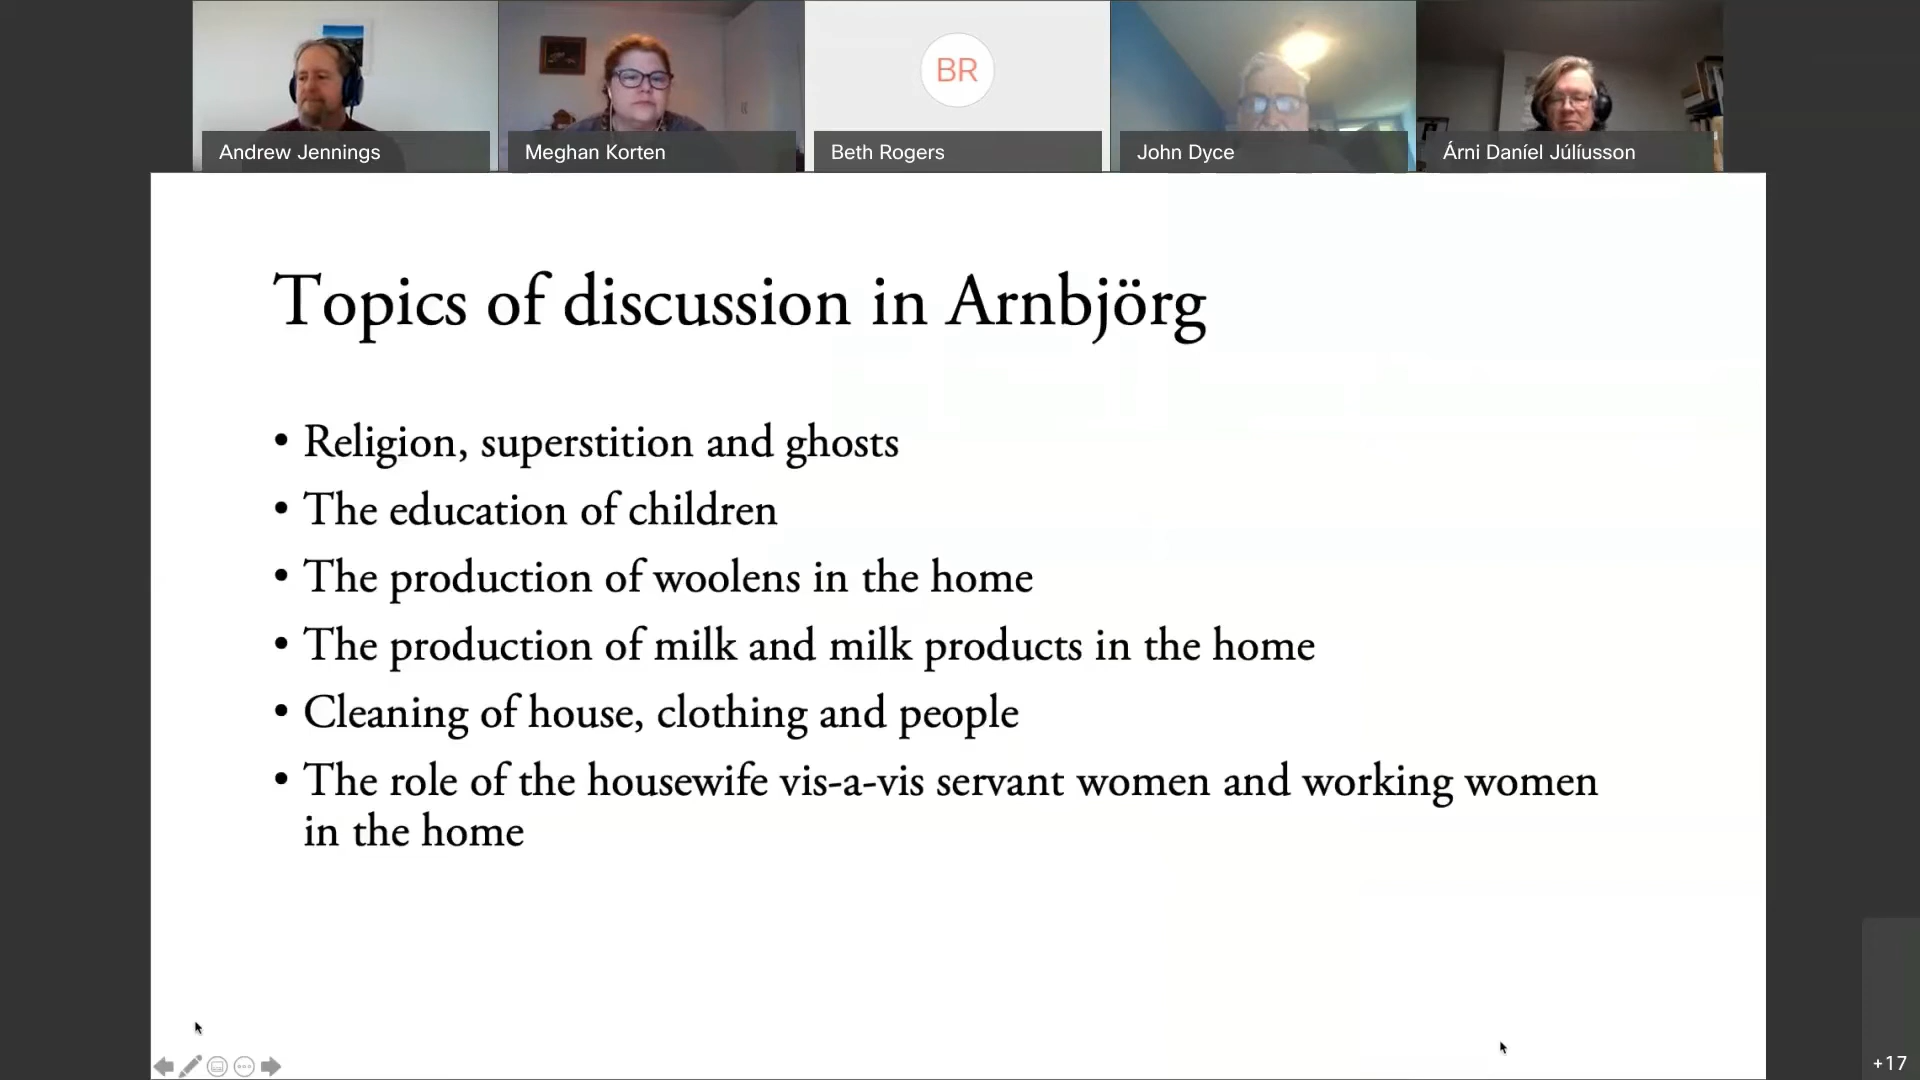 BR
Andrew Jennings
Meghan Korten
Beth Rogers
John Dyce
Árni Daníel Júlíusson
Topics of discussion in Arnbjörg
• Religion, superstition and ghosts
• The education of children
• The production of woolens in the home
• The production of milk and milk products in the home
• Cleaning of house, clothing and people
• The role of the housewife vis-a-vis servant women and working women
in the home
+17